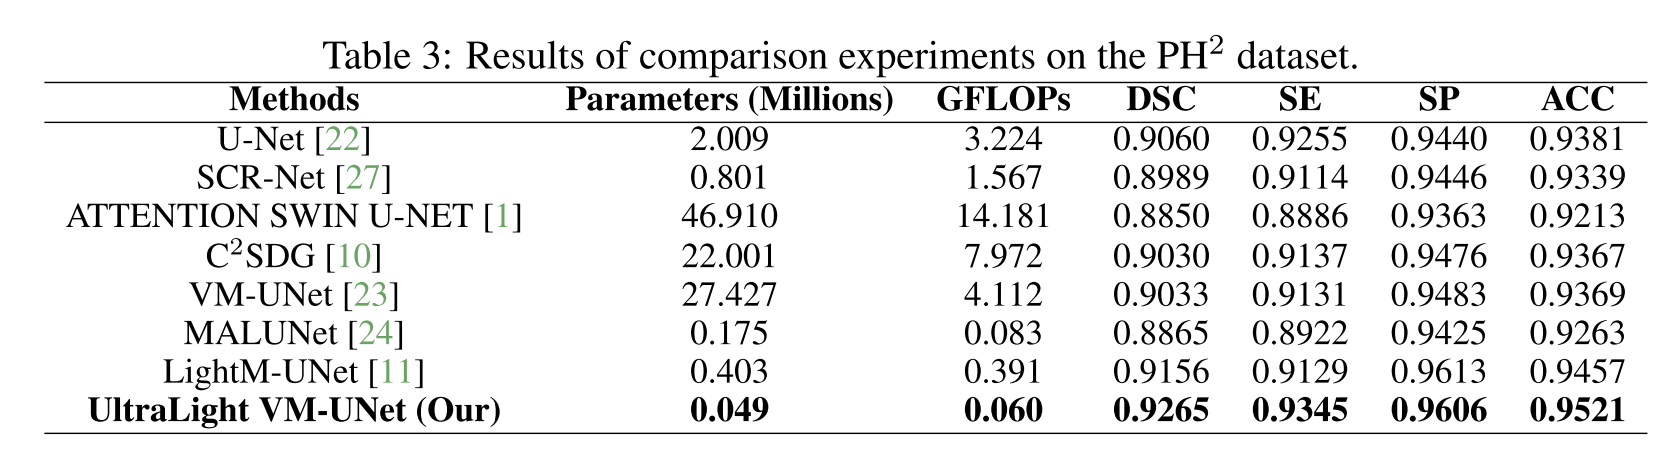 Table 3: Results of comparison experiments on the PH² dataset.
Methods Parameters (Millions) GFLOPs DSC SE SP ACC
U-Net [22] 2.009 3.224 0.9060 0.9255 0.9440 0.9381
SCR-Net [27] 0.801 1.567 0.8989 0.9114 0.9446 0.9339
ATTENTION SWIN U-NET [1] 46.910 14.181 0.8850 0.8886 0.9363 0.9213
C²SDG [10] 22.001 7.972 0.9030 0.9137 0.9476 0.9367
VM-UNet [23] 27.427 4.112 0.9033 0.9131 0.9483 0.9369
MALUNet [24] 0.175 0.083 0.8865 0.8922 0.9425 0.9263
LightM-UNet [11] 0.403 0.391 0.9156 0.9129 0.9613 0.9457
UltraLight VM-UNet (Our) 0.049 0.060 0.9265 0.9345 0.9606 0.9521